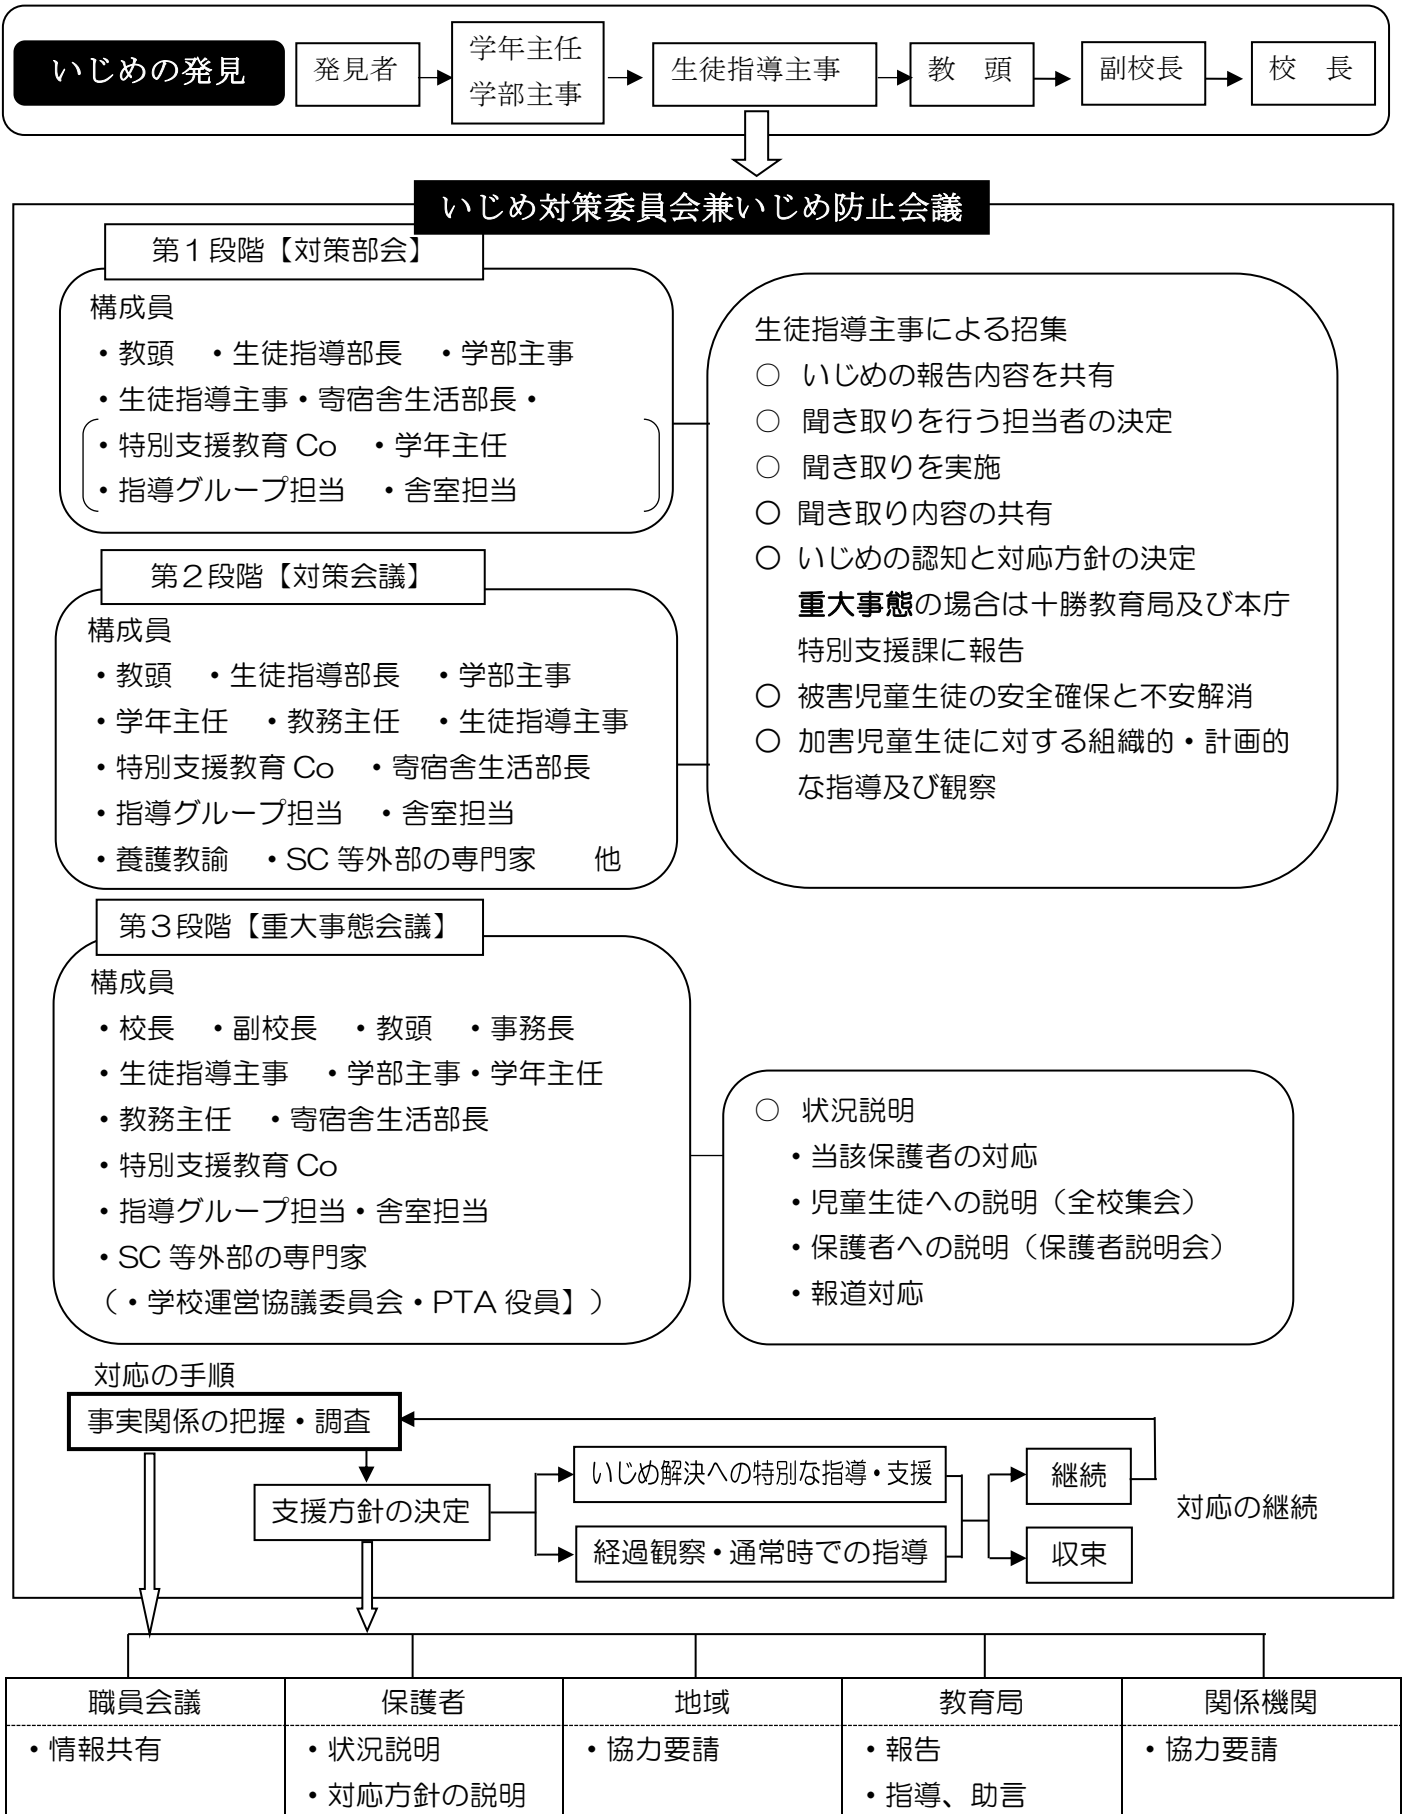 いじめの発見
発見者
学年主任
学部主事
生徒指導主事
教　頭
副校長
校　長
いじめ対策委員会兼いじめ防止会議
第１段階【対策部会】
構成員
・教頭　・生徒指導部長　・学部主事
・生徒指導主事・寄宿舎生活部長・
・特別支援教育 Co　・学年主任
・指導グループ担当　・舎室担当
生徒指導主事による招集
○ いじめの報告内容を共有
○ 聞き取りを行う担当者の決定
○ 聞き取りを実施
○ 聞き取り内容の共有
○ いじめの認知と対応方針の決定
重大事態の場合は十勝教育局及び本庁
特別支援課に報告
○ 被害児童生徒の安全確保と不安解消
○ 加害児童生徒に対する組織的・計画的
な指導及び観察
第２段階【対策会議】
構成員
・教頭　・生徒指導部長　・学部主事
・学年主任　・教務主任　・生徒指導主事
・特別支援教育 Co　・寄宿舎生活部長
・指導グループ担当　・舎室担当
・養護教諭　・SC 等外部の専門家　　他
第３段階【重大事態会議】
構成員
・校長　・副校長　・教頭　・事務長
・生徒指導主事　・学部主事・学年主任
・教務主任　・寄宿舎生活部長
・特別支援教育 Co
・指導グループ担当・舎室担当
・SC 等外部の専門家
（・学校運営協議委員会・PTA 役員】）
○ 状況説明
・当該保護者の対応
・児童生徒への説明（全校集会）
・保護者への説明（保護者説明会）
・報道対応
対応の手順
事実関係の把握・調査
支援方針の決定
いじめ解決への特別な指導・支援
経過観察・通常時での指導
継続
収束
対応の継続
職員会議
・情報共有
保護者
・状況説明
・対応方針の説明
地域
・協力要請
教育局
・報告
・指導、助言
関係機関
・協力要請